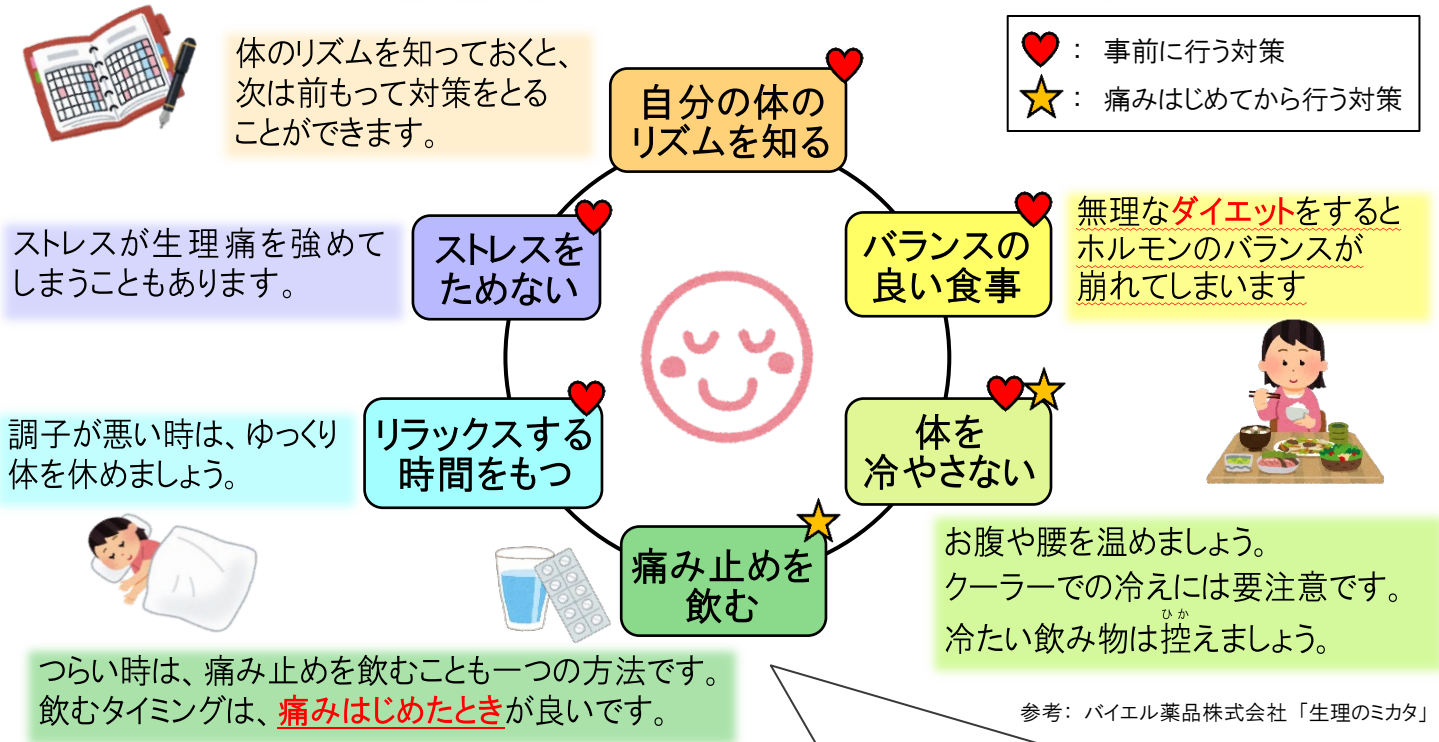 体のリズムを知っておくと、
次は前もって対策をとる
ことができます。
自分の体の
リズムを知る
： 事前に行う対策
： 痛みはじめてから行う対策
ストレスが生理痛を強めて
しまうこともあります。
ストレスを
ためない
バランスの
良い食事
無理なダイエットをすると
ホルモンのバランスが
崩れてしまいます
調子が悪い時は、ゆっくり
体を休めましょう。
リラックスする
時間をもつ
体を
冷やさない
お腹や腰を温めましょう。
クーラーでの冷えには要注意です。
ひか
冷たい飲み物は控えましょう。
痛み止めを
飲む
つらい時は、痛み止めを飲むことも一つの方法です。
飲むタイミングは、痛みはじめたときが良いです。
参考： バイエル薬品株式会社 「生理のミカタ」